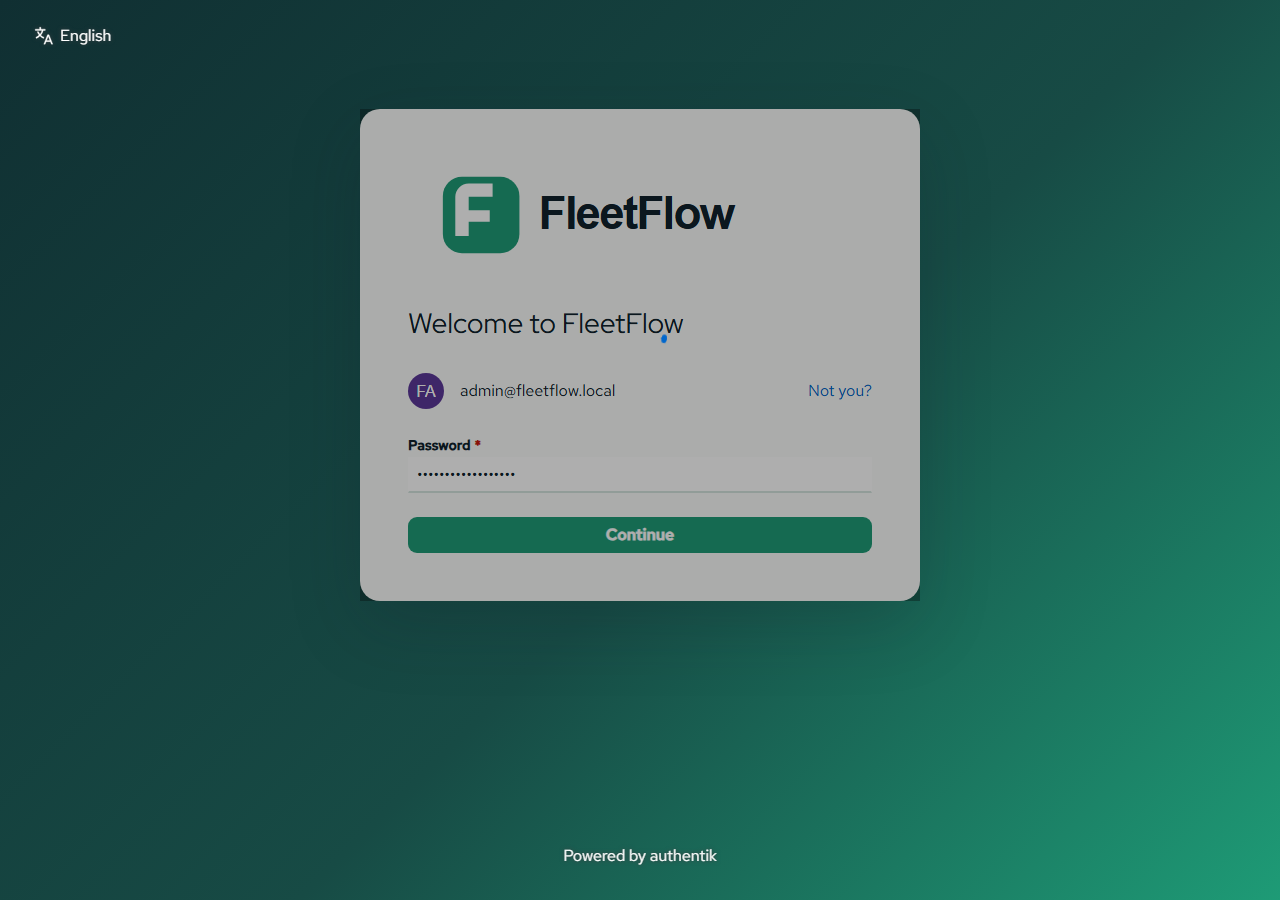 English
FleetFlow
Welcome to FleetFlow
FA admin@fleetflow.local Not you?
Password *
••••••••••••••••••
Continue
Powered by authentik